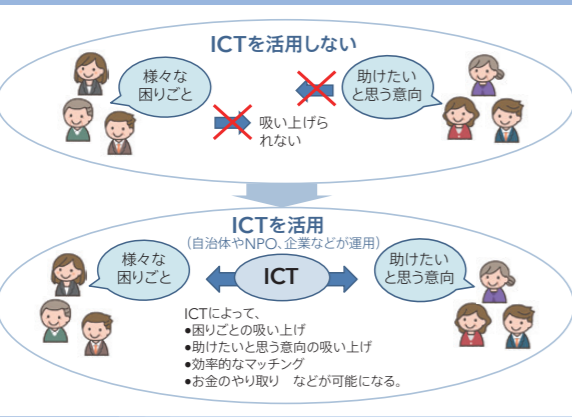 ICTを活用しない
様々な
困りごと
助けたい
と思う意向
吸い上げら
れない
ICTを活用
(自治体やNPO、企業などが運用)
様々な
困りごと
ICT
助けたい
と思う意向
ICTによって、
●困りごとの吸い上げ
●助けたいと思う意向の吸い上げ
●効率的なマッチング
●お金のやり取り　などが可能になる。